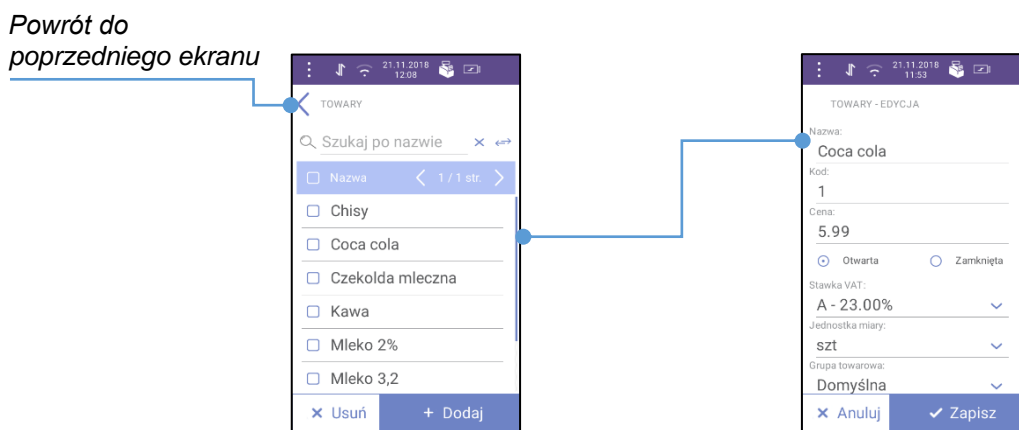 Powrót do
poprzedniego ekranu
21.11.2018
12:08
TOWARY
Szukaj po nazwie
Nazwa 1 / 1 str.
Chisy
Coca cola
Czekolda mleczna
Kawa
Mleko 2%
Mleko 3,2
Usuń + Dodaj
21.11.2018
11:53
TOWARY - EDYCJA
Nazwa:
Coca cola
Kod:
1
Cena:
5.99
Otwarta Zamknięta
Stawka VAT:
A - 23.00%
Jednostka miary:
szt
Grupa towarowa:
Domyślna
Anuluj Zapisz